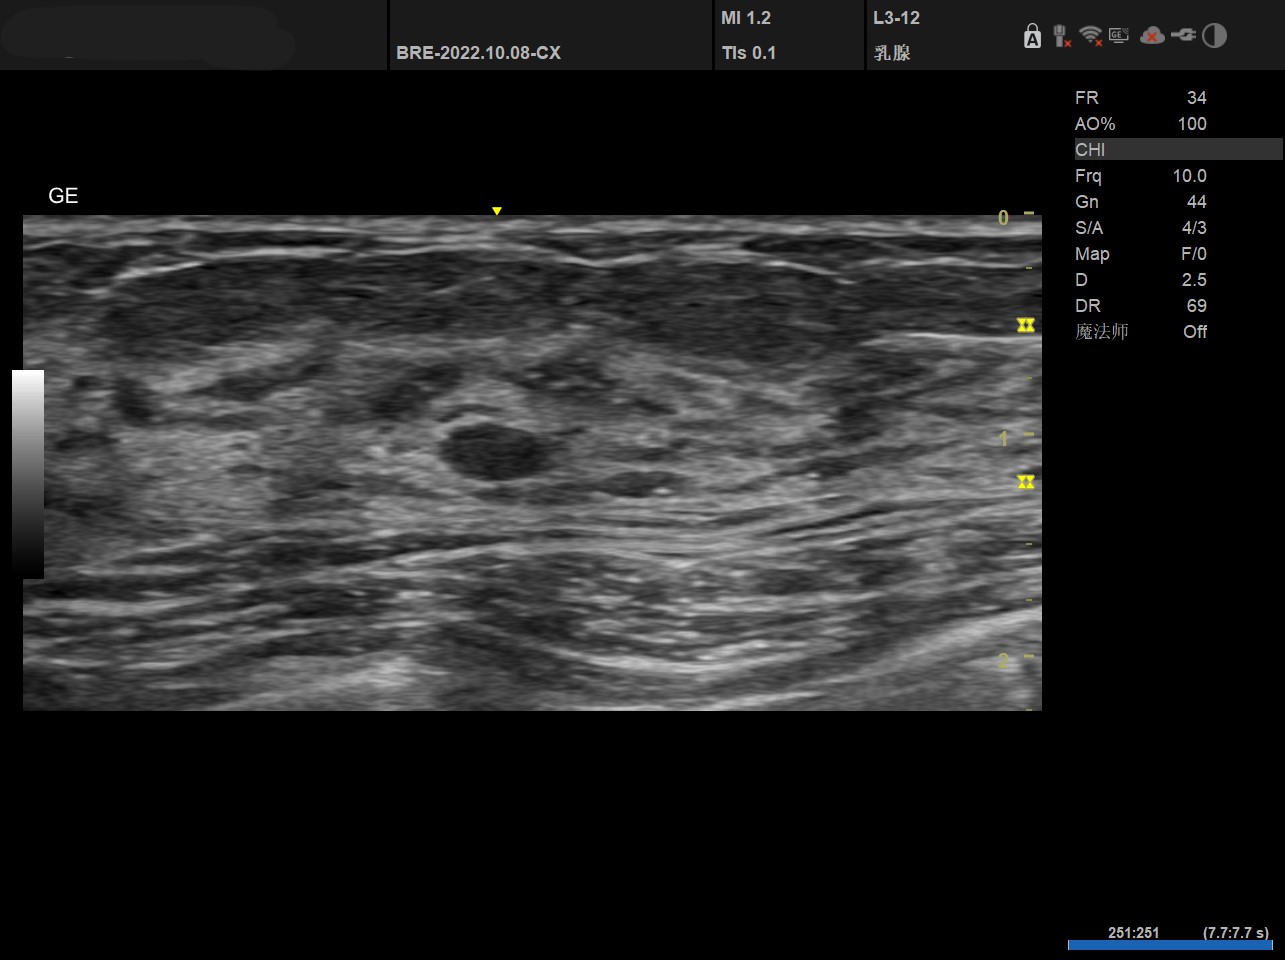 MI 1.2
L3-12
BRE-2022.10.08-CX
TIs 0.1
乳腺
A
GE
FR 34
AO% 100
CHI
Frq 10.0
Gn 44
S/A 4/3
Map F/0
D 2.5
DR 69
魔法师 Off
GE
0
1
2
251:251 (7.7:7.7 s)